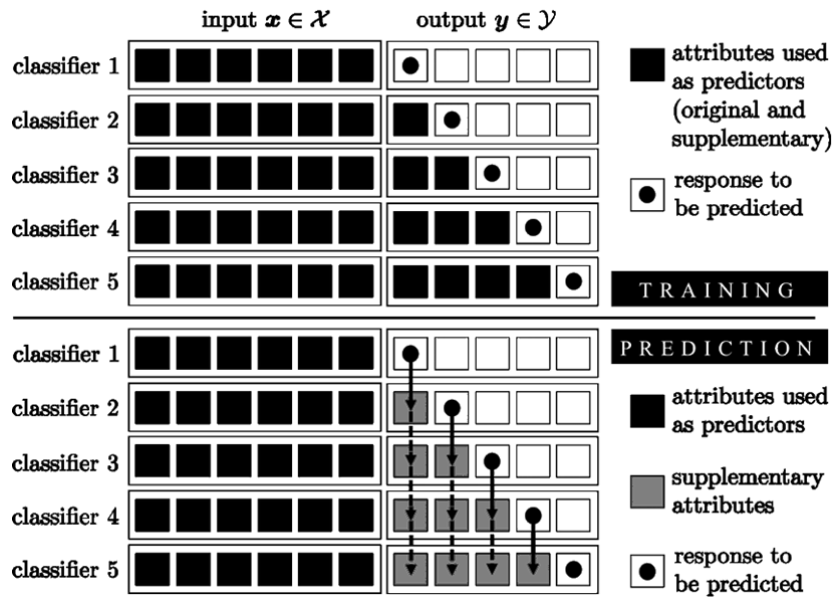 input x ∈ 𝒳
output y ∈ 𝒴
classifier 1
classifier 2
classifier 3
classifier 4
classifier 5
attributes used
as predictors
(original and
supplementary)
response to
be predicted
TRAINING
PREDICTION
classifier 1
classifier 2
classifier 3
classifier 4
classifier 5
attributes used
as predictors
supplementary
attributes
response to
be predicted